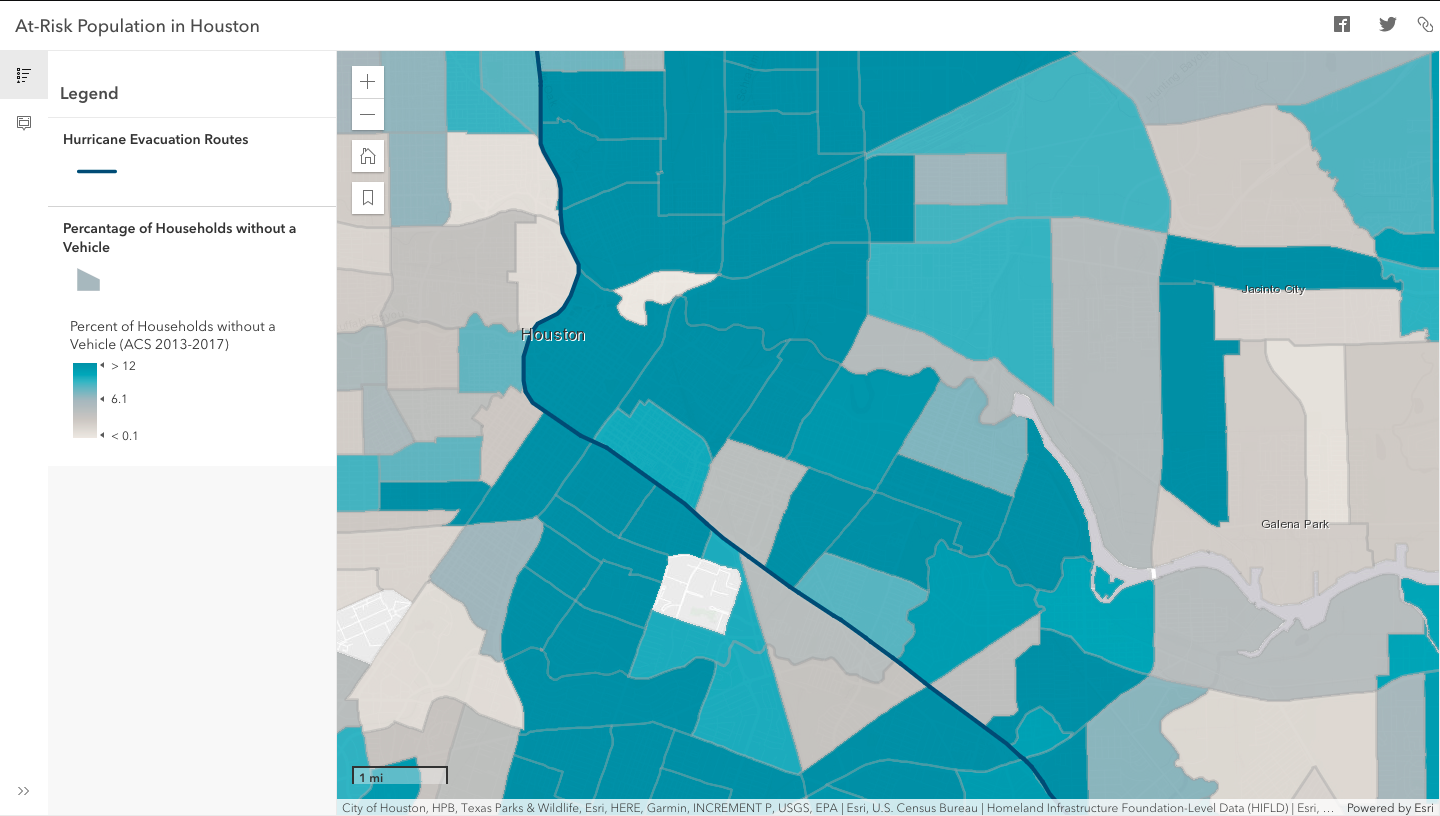 At-Risk Population in Houston
Legend
Hurricane Evacuation Routes
Percantage of Households without a
Vehicle
Percent of Households without a
Vehicle (ACS 2013-2017)
> 12
6.1
< 0.1
Jacinto City
Houston
Galena Park
1 mi
City of Houston, HPB, Texas Parks & Wildlife, Esri, HERE, Garmin, INCREMENT P, USGS, EPA | Esri, U.S. Census Bureau | Homeland Infrastructure Foundation-Level Data (HIFLD) | Esri, ... Powered by Esri